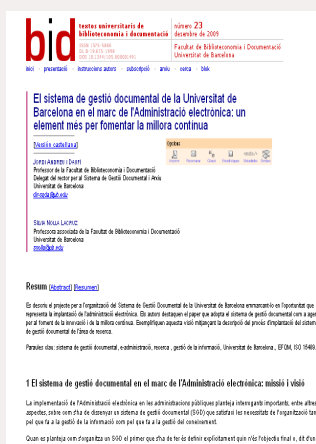 bid
textos universitaris de
biblioteconomia i documentació
número 23
desembre de 2009
Facultat de Biblioteconomia i Documentació
Universitat de Barcelona
inici · presentació · instruccions autors · subscripció · arxiu · cerca · blok
El sistema de gestió documental de la Universitat de
Barcelona en el marc de l'Administració electrònica: un
element més per fomentar la millora contínua
[Versión castellana]
Opcions
Professor de la Facultat de Biblioteconomia i Documentació
Delegat del rector per al Sistema de Gestió Documental i Arxiu
Universitat de Barcelona
Professora associada de la Facultat de Biblioteconomia i Documentació
Universitat de Barcelona
Resum [Abstract] [Resumen]
Es descriu el projecte per a l'organització del Sistema de Gestió Documental de la Universitat de Barcelona emmarcant-lo en l'oportunitat que
representa la implantació de l'administració electrònica. Els autors destaquen el paper que adopta el sistema de gestió documental com a
per al foment de la innovació i de la millora contínua. Exemplifiquen aquesta visió mitjançant la descripció del procés d'implantació del sistem
de gestió documental de l'àrea de recerca.
Paraules clau: sistema de gestió documental, e-administració, recerca, gestió de la informació, Universitat de Barcelona, EFQM, ISO 15489.
1 El sistema de gestió documental en el marc de l'Administració electrònica: missió i visió
La implementació de l'Administració electrònica en les administracions públiques planteja interrogants importants, entre altres
aspectes, sobre com s'ha de dissenyar un sistema de gestió documental (SGD) que satisfaci les necessitats de l'organització tan
pel que fa a la gestió de la informació com pel que fa a la gestió del coneixement.
Quan es planteja com s'organitza un SGD el primer que s'ha de fer és definir explícitament quin n'és l'objectiu final o, dit d'un